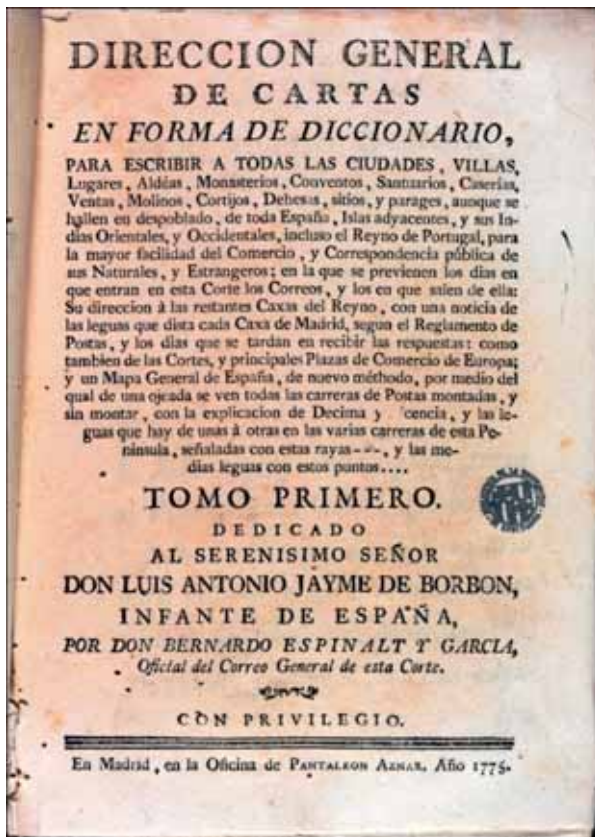 DIRECCION GENERAL
DE CARTAS
EN FORMA DE DICCIONARIO,
PARA ESCRIBIR A TODAS LAS CIUDADES, VILLAS,
Lugares, Aldéas, Monasterios, Conventos, Santuarios, Caserías,
Ventas, Molinos, Cortijos, Dehesas, sitios, y parages, aunque se
hallen en despoblado, de toda España, Islas adyacentes, y sus In-
dias Orientales, y Occidentales, incluso el Reyno de Portugal, para
la mayor facilidad del Comercio, y Correspondencia pública de
sus Naturales, y Estrangeros; en la que se previenen los dias en
que entran en esta Corte los Correos, y los en que salen de ella:
Su direccion à las restantes Caxas del Reyno, con una noticia de
las leguas que dista cada Caxa de Madrid, segun el Reglamento de
Postas, y los dias que se tardan en recibir las respuestas: como
tambien de las Cortes, y principales Plazas de Comercio de Europa;
y un Mapa General de España, de nuevo méthodo, por medio del
qual de una ojeada se ven todas las carreras de Postas montadas, y
sin montar, con la explicacion de Decima y cencia, y las le-
guas que hay de unas à otras en las varias carreras de esta Pe-
ninsula, señaladas con estas rayas---, y las me-
dias leguas con estos puntos....
TOMO PRIMERO.
DEDICADO
AL SERENISIMO SEÑOR
DON LUIS ANTONIO JAYME DE BORBON,
INFANTE DE ESPAÑA,
POR DON BERNARDO ESPINALT Y GARCIA,
Oficial del Correo General de esta Corte.
CON PRIVILEGIO.
En Madrid, en la Oficina de PANTALEON AZNAR, Año 1775.